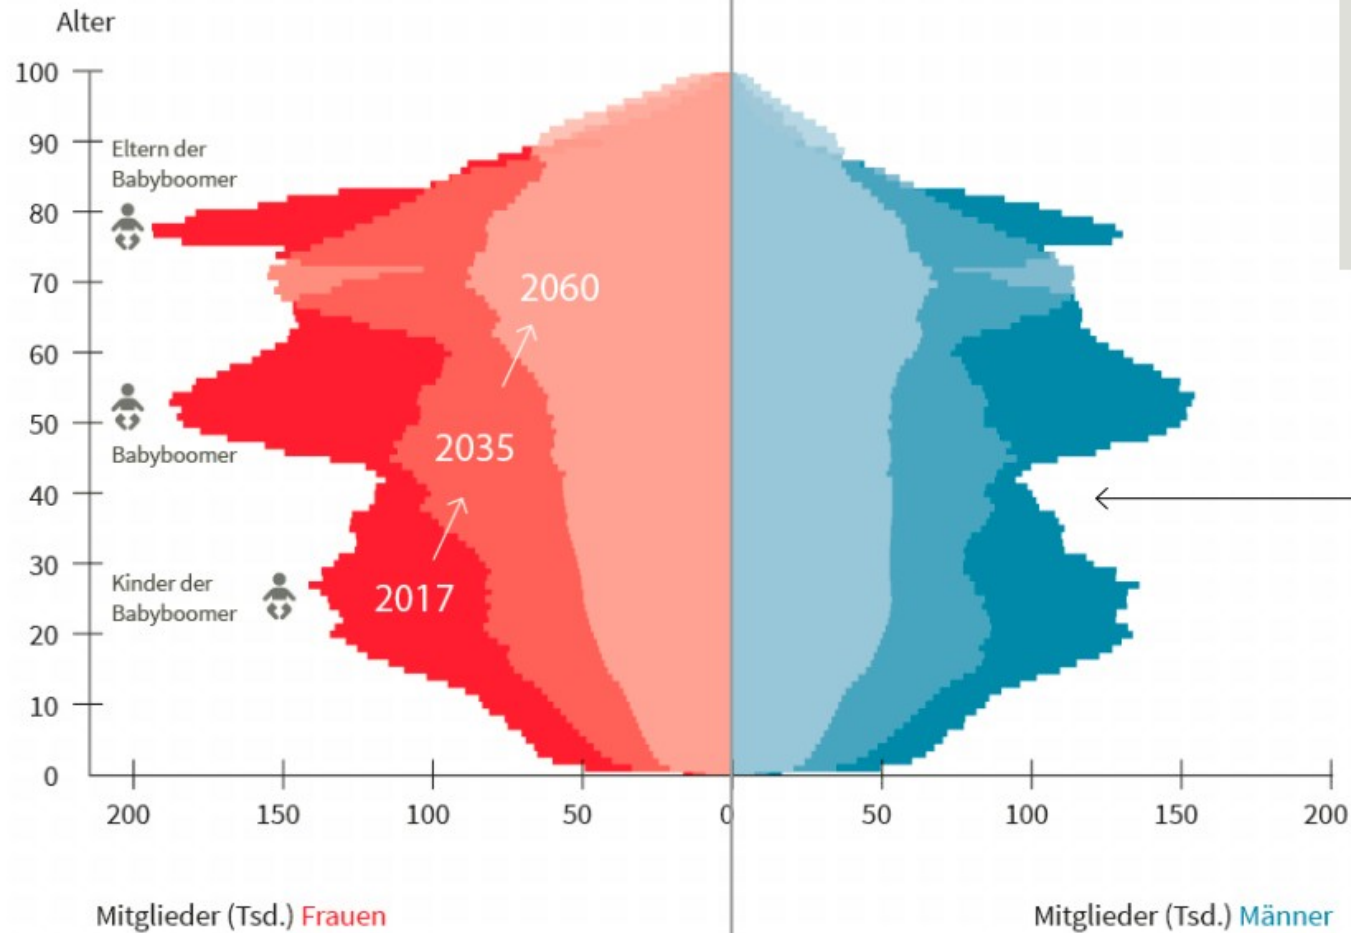 Alter
100
90
Eltern der
Babyboomer
80
70
2060
60
50
2035
Babyboomer
40
30
Kinder der
Babyboomer
2017
20
10
0
200 150 100 50 0 50 100 150 200
Mitglieder (Tsd.) Frauen
Mitglieder (Tsd.) Männer